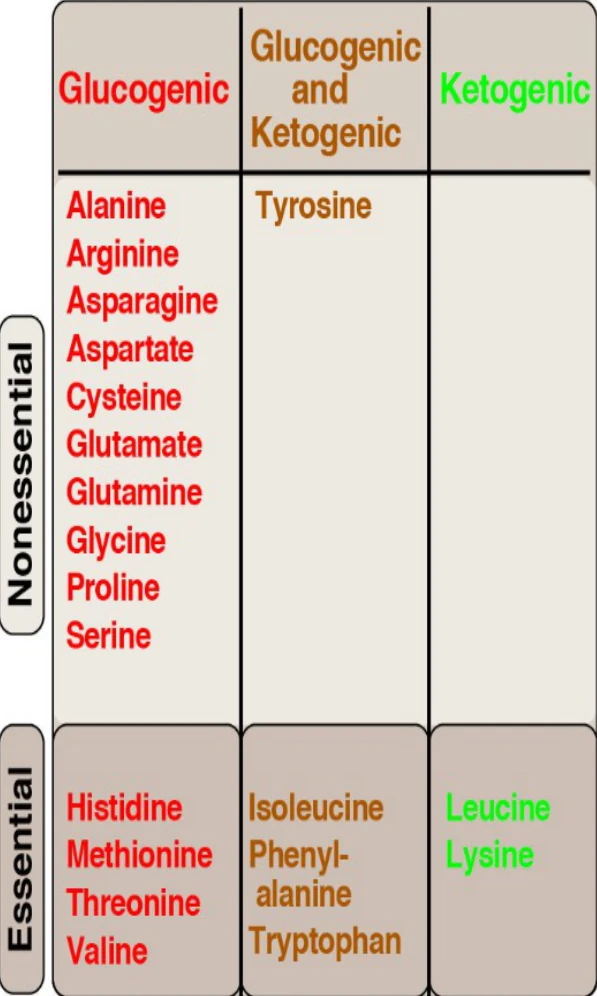 Glucogenic
Glucogenic
and
Ketogenic
Ketogenic
Nonessential
Alanine
Arginine
Asparagine
Aspartate
Cysteine
Glutamate
Glutamine
Glycine
Proline
Serine
Tyrosine
Essential
Histidine
Methionine
Threonine
Valine
Isoleucine
Phenyl-
alanine
Tryptophan
Leucine
Lysine